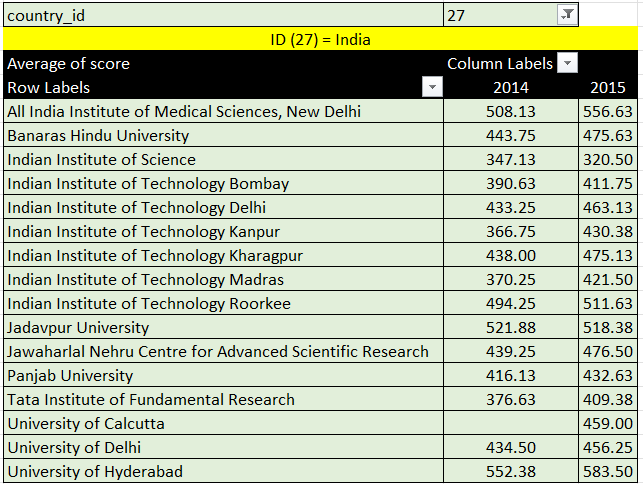 country_id 27
ID (27) = India
Average of score Column Labels
Row Labels 2014 2015
All India Institute of Medical Sciences, New Delhi 508.13 556.63
Banaras Hindu University 443.75 475.63
Indian Institute of Science 347.13 320.50
Indian Institute of Technology Bombay 390.63 411.75
Indian Institute of Technology Delhi 433.25 463.13
Indian Institute of Technology Kanpur 366.75 430.38
Indian Institute of Technology Kharagpur 438.00 475.13
Indian Institute of Technology Madras 370.25 421.50
Indian Institute of Technology Roorkee 494.25 511.63
Jadavpur University 521.88 518.38
Jawaharlal Nehru Centre for Advanced Scientific Research 439.25 476.50
Panjab University 416.13 432.63
Tata Institute of Fundamental Research 376.63 409.38
University of Calcutta 459.00
University of Delhi 434.50 456.25
University of Hyderabad 552.38 583.50